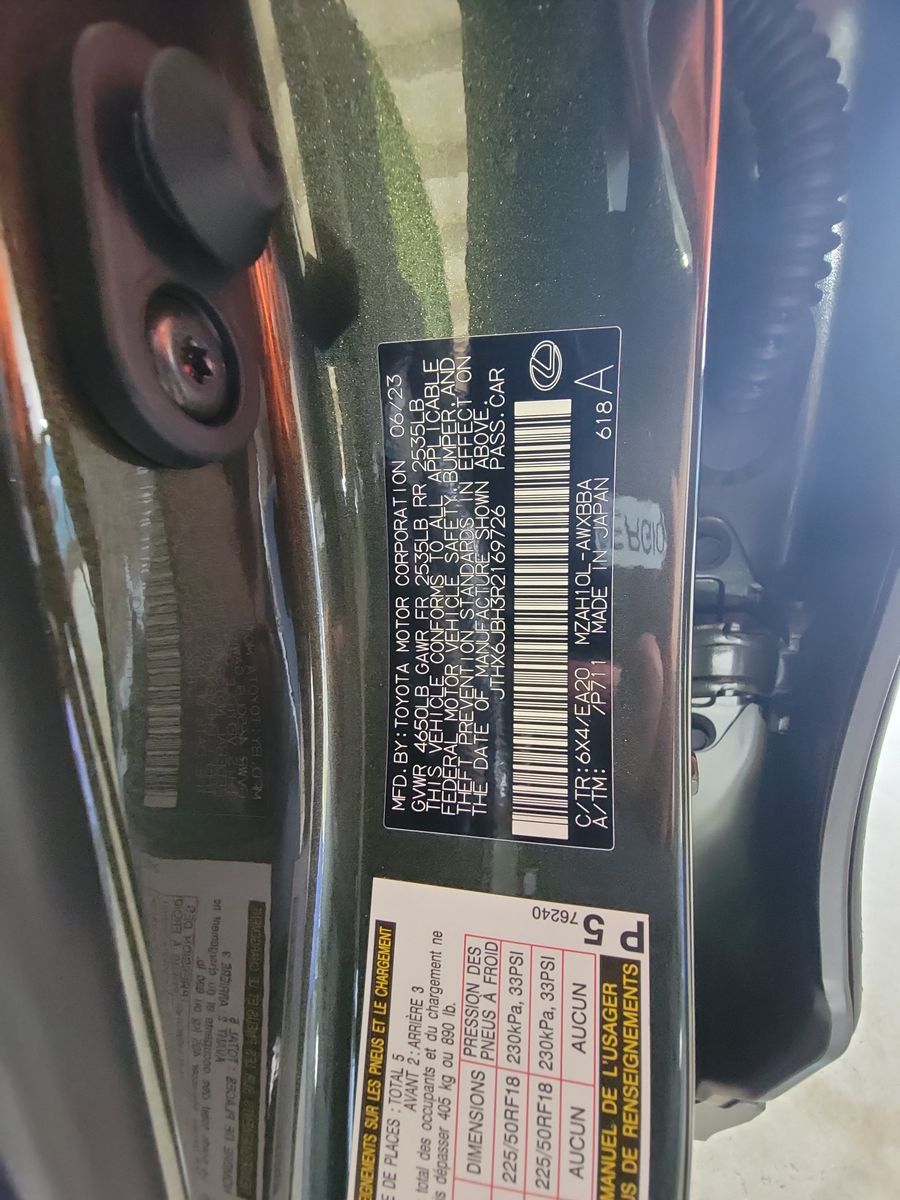 MFD. BY: TOYOTA MOTOR CORPORATION 06/23
GVWR 4650LB GAWR FR 2535LB RR 2535LB
THIS VEHICLE CONFORMS TO ALL APPLICABLE
FEDERAL MOTOR VEHICLE SAFETY, BUMPER, AND
THEFT PREVENTION STANDARDS IN EFFECT ON
THE DATE OF MANUFACTURE SHOWN ABOVE.
JTHX6JBH3R2169726 PASS. CAR
C/TR: 6X4/EA20 MZAH10L-AWXBBA
A/TM: /P711 MADE IN JAPAN 618 A
SUR LES PNEUS ET LE CHARGEMENT
DE PLACES : TOTAL 5
AVANT 2 : ARRIÈRE 3
total des occupants et du chargement ne
dépasser 405 kg ou 890 lb.
DIMENSIONS PRESSION DES PNEUS À FROID
225/50RF18 230kPa, 33PSI
225/50RF18 230kPa, 33PSI
AUCUN AUCUN
MANUEL DE L'USAGER
DE RENSEIGNEMENTS
76240
5
P